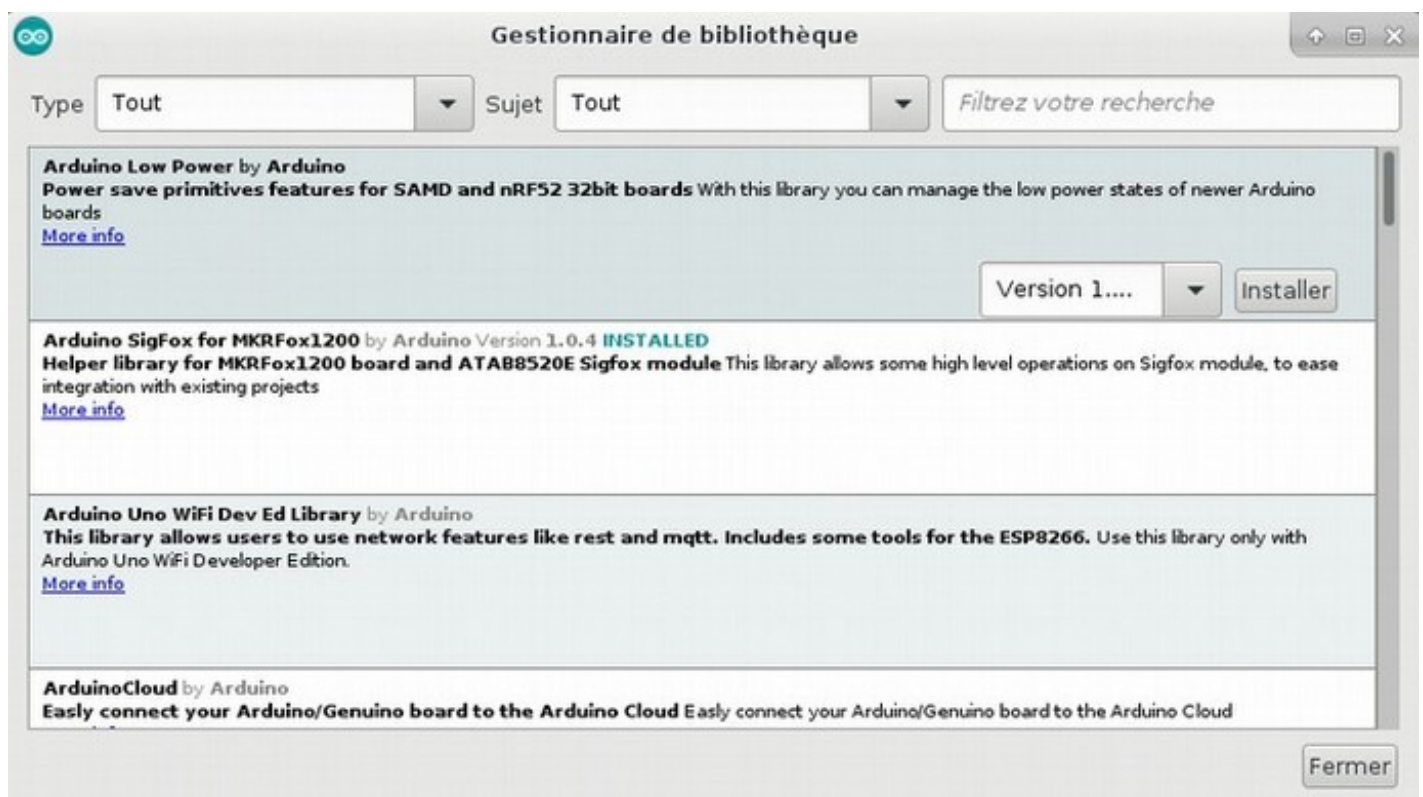 Gestionnaire de bibliothèque
Type Tout Sujet Tout Filtrez votre recherche
Arduino Low Power by Arduino
Power save primitives features for SAMD and nRF52 32bit boards With this library you can manage the low power states of newer Arduino
boards
More info
Version 1.... Installer
Arduino SigFox for MKRFox1200 by Arduino Version 1.0.4 INSTALLED
Helper library for MKRFox1200 board and ATAB8520E Sigfox module This library allows some high level operations on Sigfox module, to ease
integration with existing projects
More info
Arduino Uno WiFi Dev Ed Library by Arduino
This library allows users to use network features like rest and mqtt. Includes some tools for the ESP8266. Use this library only with
Arduino Uno WiFi Developer Edition.
More info
ArduinoCloud by Arduino
Easly connect your Arduino/Genuino board to the Arduino Cloud Easly connect your Arduino/Genuino board to the Arduino Cloud
Fermer